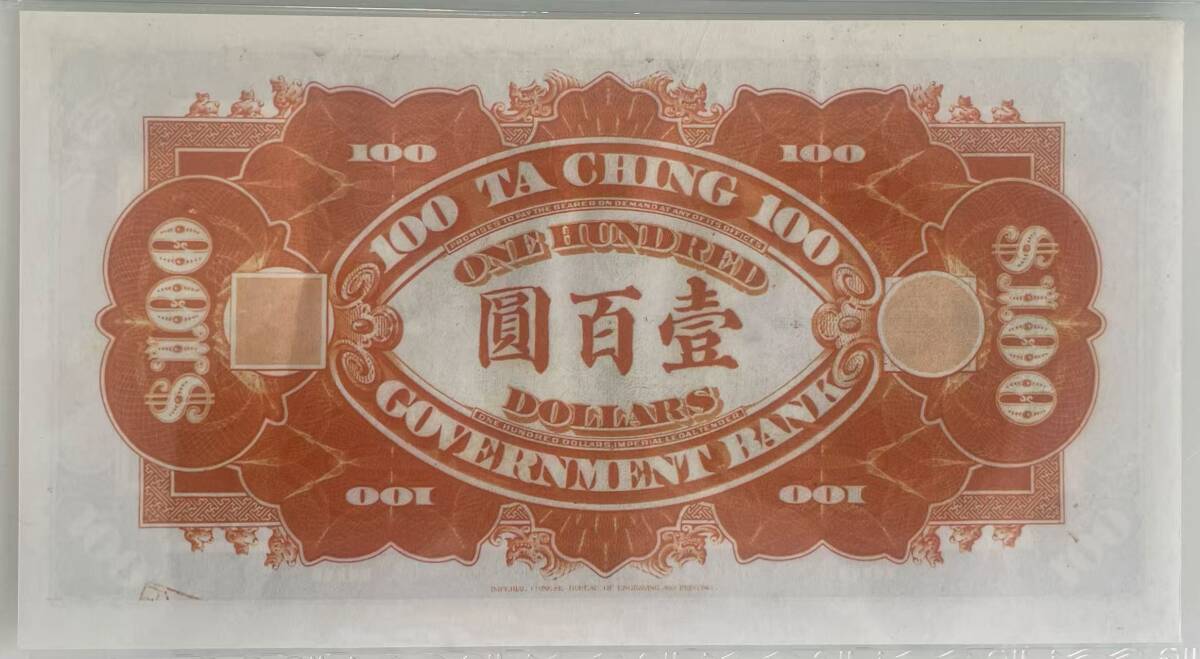 100 100
100 TA CHING 100
PROMISES TO PAY THE BEARER ON DEMAND AT ANY OF ITS OFFICES
ONE HUNDRED
$100
圓百壹
$100
DOLLARS
ONE HUNDRED DOLLARS, IMPERIAL LEGAL TENDER
GOVERNMENT BANK
100 100
IMPERIAL CHINESE BUREAU OF ENGRAVING AND PRINTING